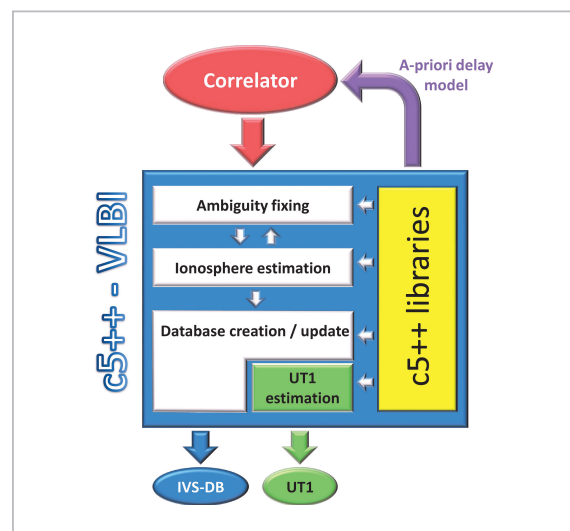 Correlator
A-priori delay
model
c5++ - VLBI
Ambiguity fixing
Ionosphere estimation
Database creation / update
UT1
estimation
c5++ libraries
IVS-DB
UT1